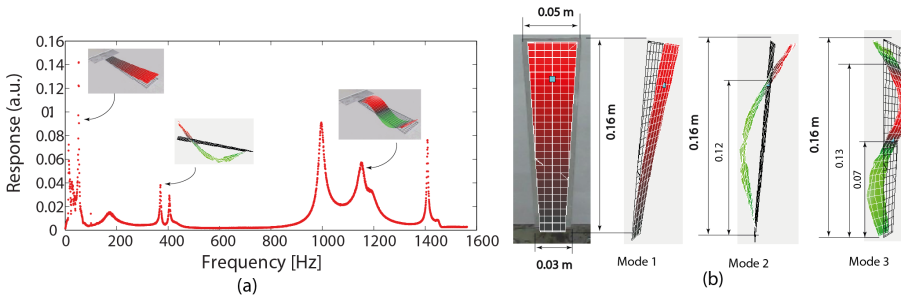 Response (a.u.)
0.16
0.14
0.12
01
0.08
0.06
0.04
0.02
0
0 200 400 600 800 1000 1200 1400 1600
Frequency [Hz]
(a)
0.05 m
0.16 m
0.03 m
Mode 1
0.16 m
0.12
Mode 2
(b)
0.16 m
0.13
0.07
Mode 3